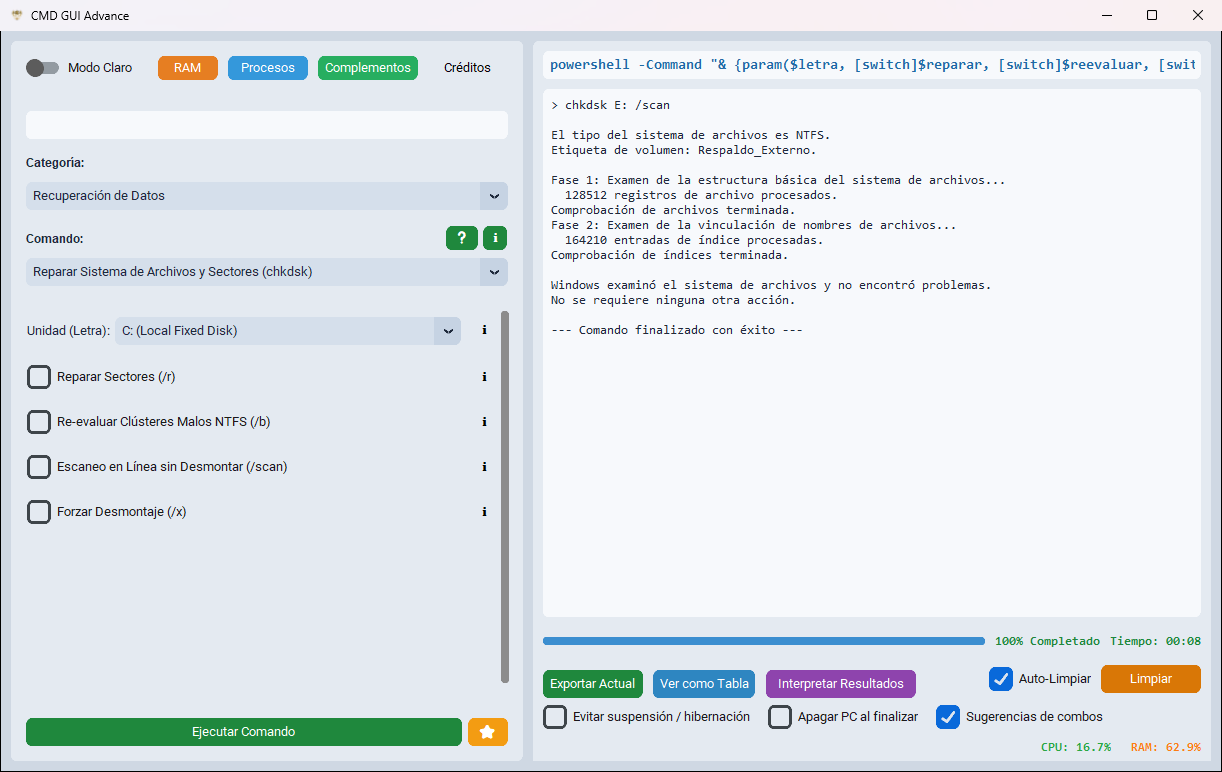 CMD GUI Advance
Modo Claro
RAM
Procesos
Complementos
Créditos
Categoria:
Recuperación de Datos
Comando:
?
i
Reparar Sistema de Archivos y Sectores (chkdsk)
Unidad (Letra):
C: (Local Fixed Disk)
i
Reparar Sectores (/r)
i
Re-evaluar Clústeres Malos NTFS (/b)
i
Escaneo en Línea sin Desmontar (/scan)
i
Forzar Desmontaje (/x)
i
Ejecutar Comando
powershell -Command "& {param($letra, [switch]$reparar, [switch]$reevaluar, [swit
> chkdsk E: /scan
El tipo del sistema de archivos es NTFS.
Etiqueta de volumen: Respaldo_Externo.
Fase 1: Examen de la estructura básica del sistema de archivos...
128512 registros de archivo procesados.
Comprobación de archivos terminada.
Fase 2: Examen de la vinculación de nombres de archivos...
164210 entradas de índice procesadas.
Comprobación de índices terminada.
Windows examinó el sistema de archivos y no encontró problemas.
No se requiere ninguna otra acción.
--- Comando finalizado con éxito ---
100% Completado
Tiempo: 00:08
Exportar Actual
Ver como Tabla
Interpretar Resultados
Auto-Limpiar
Limpiar
Evitar suspensión / hibernación
Apagar PC al finalizar
Sugerencias de combos
CPU: 16.7%
RAM: 62.9%